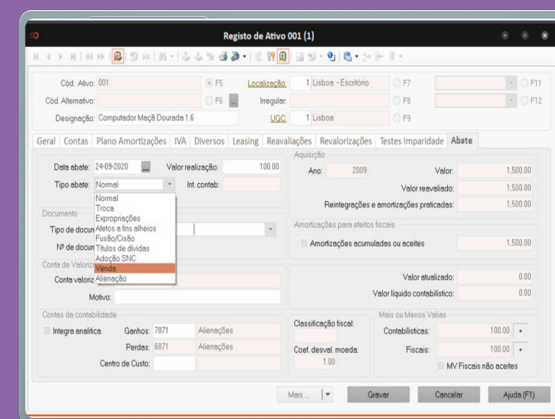 Registo de Ativo 001 (1)
Cód. Ativo: 001 F5 Localização: 1 Lisboa - Escritório F7 F11
Cód. Alternativo: F6 ... Irregular: F8 F12
Designação: Computador Maçã Dourada 1.6 UGC: 1 Lisboa F9
Geral Contas Plano Amortizações IVA Diversos Leasing Reavaliações Revalorizações Testes Imparidade Abate
Data abate: 24-09-2020 ... Valor realização: 100.00
Tipo abate: Normal Int. contab:
Normal
Troca
Expropriações
Afetos a fins alheios
Fusão/Cisão
Títulos de dívidas
Adoção SNC
Venda
Alienação
Documento
Tipo de docum
Nº de docum
Conta de Valoriz
Conta valoriz
Motivo:
Contas da contabilidade
Integra analítica Ganhos: 7871 Alienações
Perdas: 6871 Alienações
Centro de Custo:
Aquisição
Ano: 2009 Valor: 1,500.00
Valor reavaliado: 1,500.00
Reintegrações e amortizações praticadas: 1,500.00
Amortizações para efeitos fiscais
Amortizações acumuladas ou aceites 1,500.00
Valor atualizado: 0.00
Valor líquido contabilístico: 0.00
Classificação fiscal:
Coef. desval. moeda:
1.00
Mais ou Menos Valias
Contabilísticas: 100.00 +
Fiscais: 100.00 +
MV Fiscais não aceites
Mais... Gravar Cancelar Ajuda (F1)